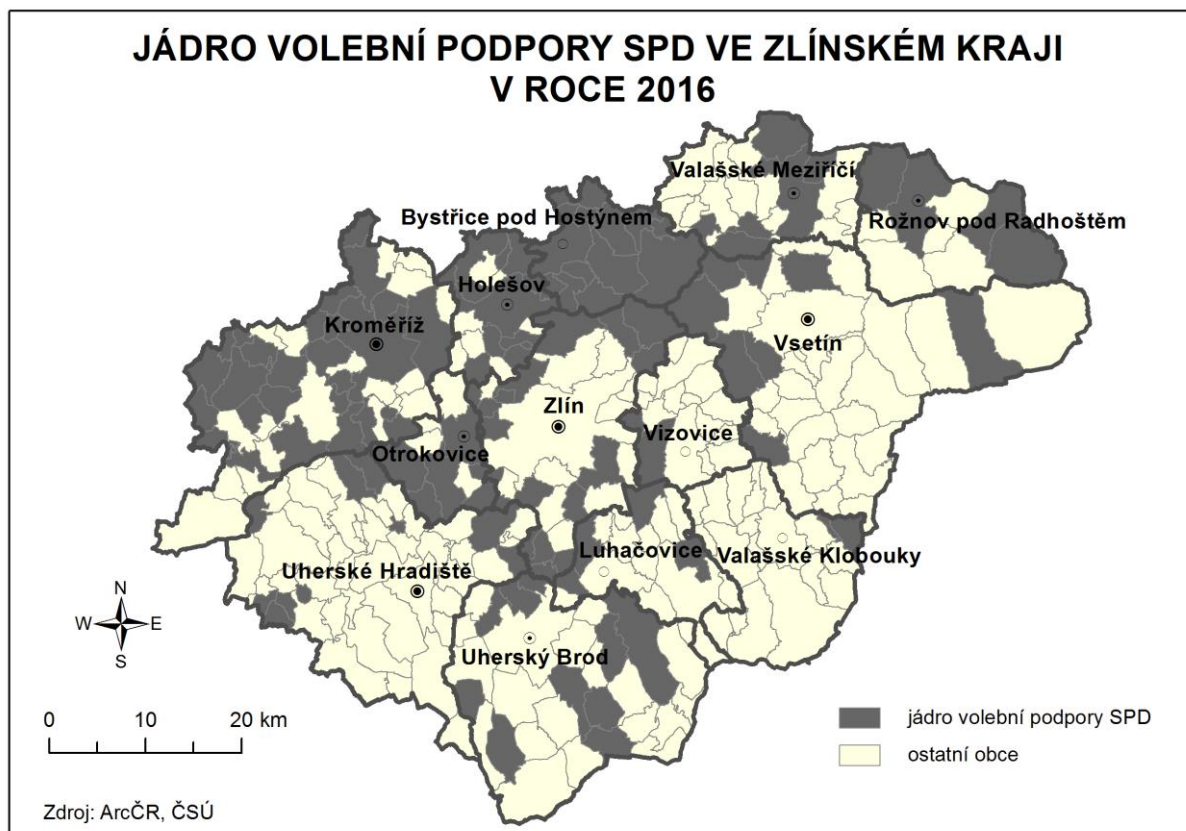 JÁDRO VOLEBNÍ PODPORY SPD VE ZLÍNSKÉM KRAJI
V ROCE 2016
Valašské Meziříčí
Bystřice pod Hostýnem
Rožnov pod Radhoštěm
Holešov
Kroměříž
Vsetín
Zlín
Vizovice
Otrokovice
Luhačovice
Valašské Klobouky
Uherské Hradiště
N
W E
S
Uherský Brod
0 10 20 km
jádro volební podpory SPD
ostatní obce
Zdroj: ArcČR, ČSÚ